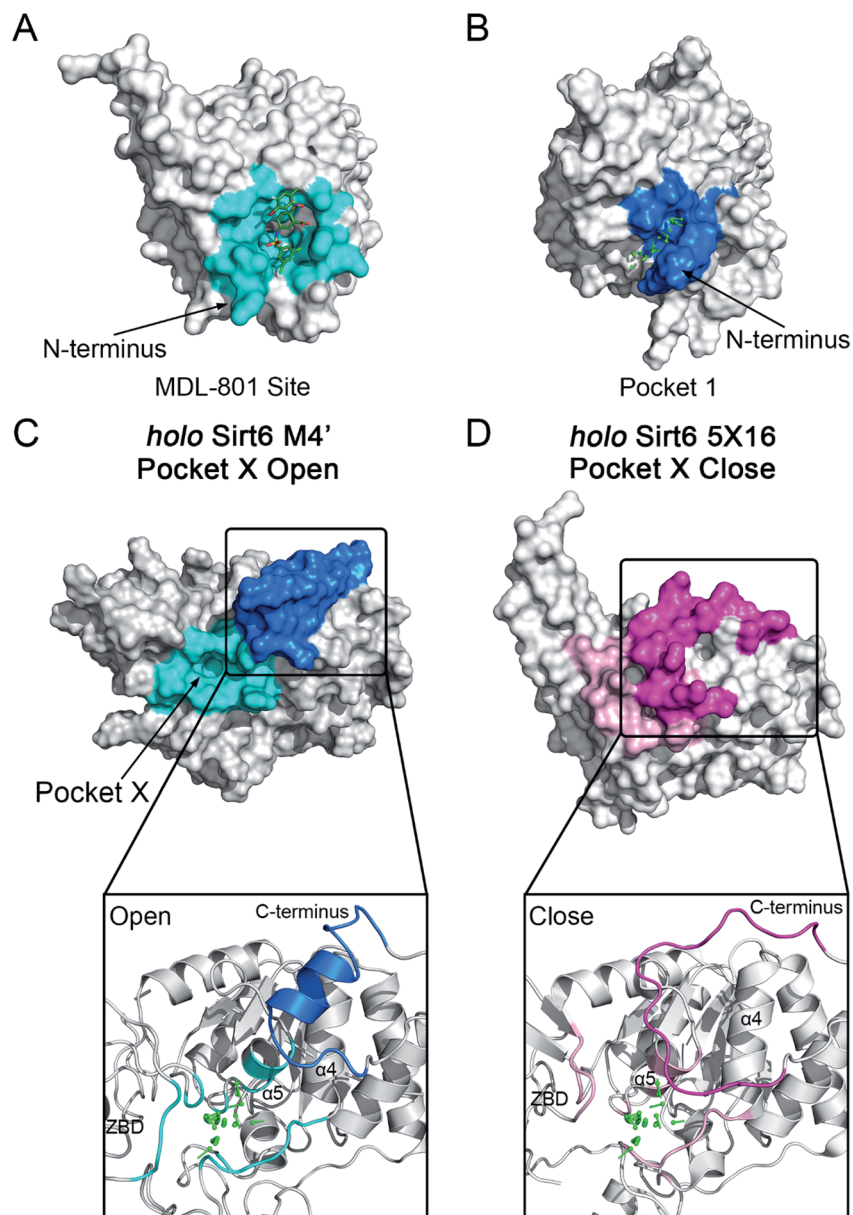 A
B
N-terminus
N-terminus
MDL-801 Site
Pocket 1
C
holo Sirt6 M4’
Pocket X Open
D
holo Sirt6 5X16
Pocket X Close
Pocket X
Open
C-terminus
α4
α5
ZBD
Close
C-terminus
α4
α5
ZBD